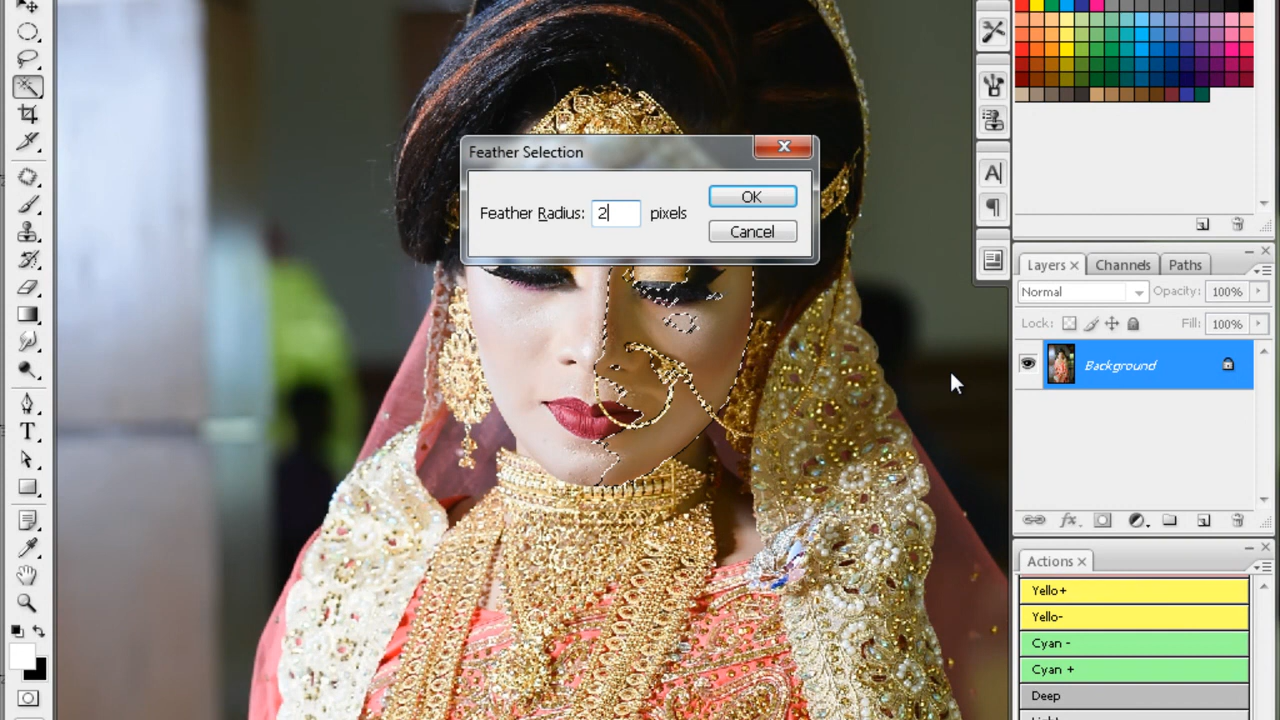 Feather Selection
Feather Radius: 2 pixels
OK
Cancel
A
T
Layers
Channels
Paths
Normal
Opacity: 100%
Lock:
Fill: 100%
Background
fx
Actions
Yello+
Yello-
Cyan -
Cyan +
Deep